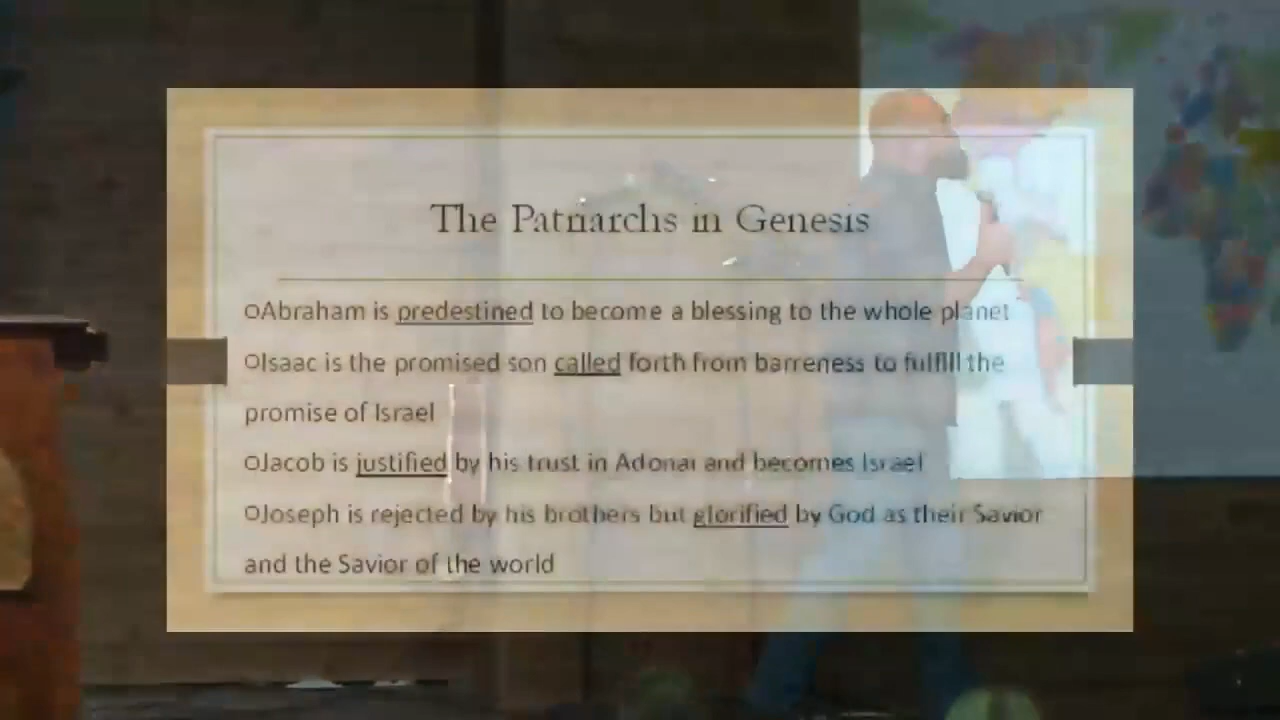 The Patriarchs in Genesis
Abraham is predestined to become a blessing to the whole planet
Isaac is the promised son called forth from barreness to fulfill the
promise of Israel
Jacob is justified by his trust in Adonai and becomes Israel
Joseph is rejected by his brothers but glorified by God as their Savior
and the Savior of the world